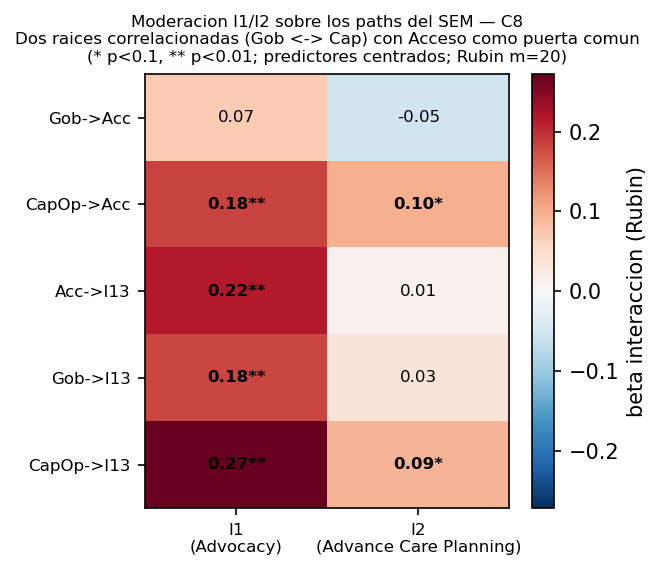 Moderacion I1/I2 sobre los paths del SEM — C8
Dos raices correlacionadas (Gob <-> Cap) con Acceso como puerta comun
(* p<0.1, ** p<0.01; predictores centrados; Rubin m=20)
Gob->Acc
0.07
-0.05
CapOp->Acc
0.18**
0.10*
Acc->I13
0.22**
0.01
Gob->I13
0.18**
0.03
CapOp->I13
0.27**
0.09*
I1
(Advocacy)
I2
(Advance Care Planning)
0.2
0.1
0.0
−0.1
−0.2
beta interaccion (Rubin)